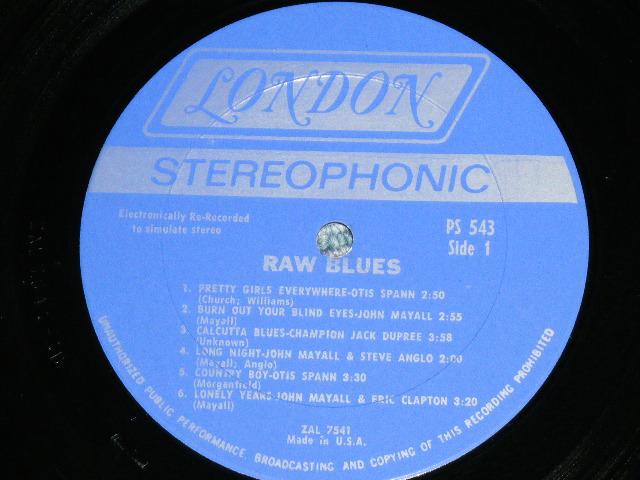 LONDON
STEREOPHONIC
Electronically Re-Recorded
to simulate stereo
PS 543
Side 1
RAW BLUES
1. PRETTY GIRLS EVERYWHERE-OTIS SPANN 2:50
(Church; Williams)
2. BURN OUT YOUR BLIND EYES-JOHN MAYALL 2:55
(Mayall)
3. CALCUTTA BLUES-CHAMPION JACK DUPREE 3:58
(Unknown)
4. LONG NIGHT-JOHN MAYALL & STEVE ANGLO 2:00
(Mayall; Anglo)
5. COUNTRY BOY-OTIS SPANN 3:30
(Morganfield)
6. LONELY YEARS-JOHN MAYALL & ERIC CLAPTON 3:20
(Mayall)
ZAL 7541
Made in U.S.A.
UNAUTHORIZED PUBLIC PERFORMANCE, BROADCASTING AND COPYING OF THIS RECORDING PROHIBITED